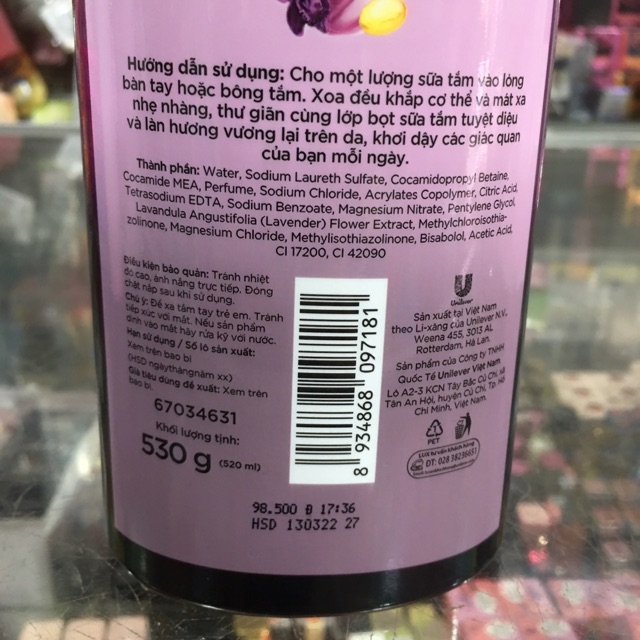 Hướng dẫn sử dụng: Cho một lượng sữa tắm vào lòng
bàn tay hoặc bông tắm. Xoa đều khắp cơ thể và mát xa
nhẹ nhàng, thư giãn cùng lớp bọt sữa tắm tuyệt diệu
và làn hương vương lại trên da, khơi dậy các giác quan
của bạn mỗi ngày.
Thành phần: Water, Sodium Laureth Sulfate, Cocamidopropyl Betaine,
Cocamide MEA, Perfume, Sodium Chloride, Acrylates Copolymer, Citric Acid,
Tetrasodium EDTA, Sodium Benzoate, Magnesium Nitrate, Pentylene Glycol,
Lavandula Angustifolia (Lavender) Flower Extract, Methylchloroisothia-
zolinone, Magnesium Chloride, Methylisothiazolinone, Bisabolol, Acetic Acid,
CI 17200, CI 42090
Điều kiện bảo quản: Tránh nhiệt
độ cao, ánh nắng trực tiếp. Đóng
chặt nắp sau khi sử dụng.
Chú ý: Để xa tầm tay trẻ em. Tránh
tiếp xúc với mắt. Nếu sản phẩm
dính vào mắt hãy rửa kỹ với nước.
Hạn sử dụng / Số lô sản xuất:
Xem trên bao bì
(HSD ngàythángnăm xx)
Giá tiêu dùng đề xuất: Xem trên
bao bì.
67034631
Khối lượng tịnh:
530 g (520 ml)
8 934868 097181
Unilever
Sản xuất tại Việt Nam
theo Li-xăng của Unilever N.V.,
Weena 455, 3013 AL
Rotterdam, Hà Lan.
Sản phẩm của Công ty TNHH
Quốc Tế Unilever Việt Nam
Lô A2-3 KCN Tây Bắc Củ Chi, xã
Tân An Hội, huyện Củ Chi, Tp. Hồ
Chí Minh, Việt Nam.
PET
LUX tư vấn khách hàng
ĐT: 028 38236651
98.500 Đ 17:36
HSD 130322 27